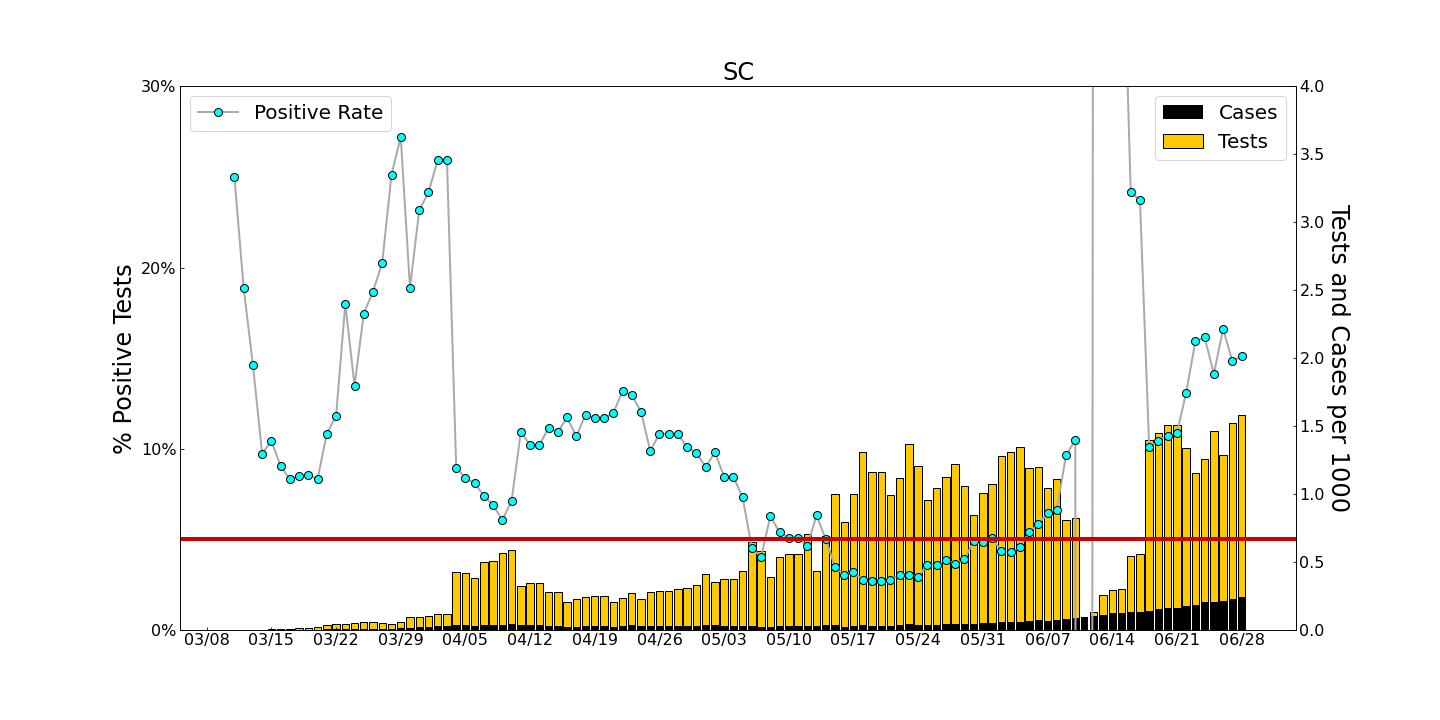 SC
Positive Rate
Cases
Tests
% Positive Tests
30%
20%
10%
0%
Tests and Cases per 1000
4.0
3.5
3.0
2.5
2.0
1.5
1.0
0.5
0.0
03/08 03/15 03/22 03/29 04/05 04/12 04/19 04/26 05/03 05/10 05/17 05/24 05/31 06/07 06/14 06/21 06/28